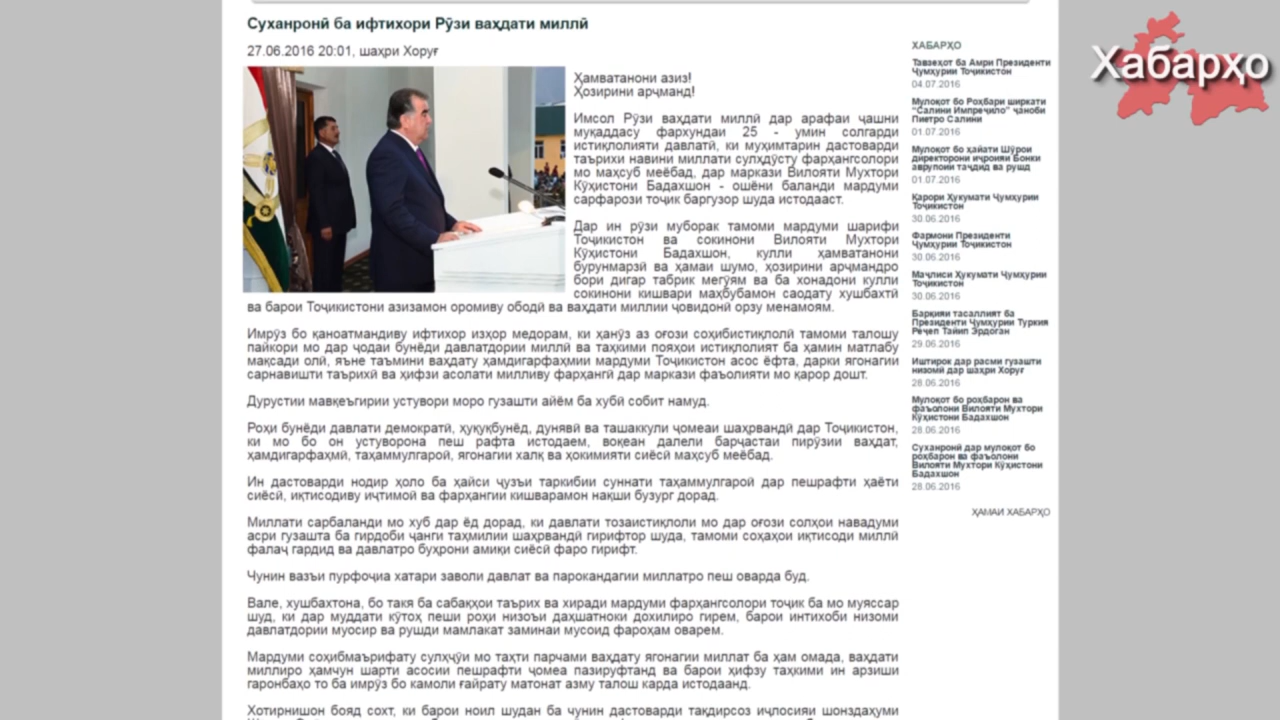 Суханронӣ ба ифтихори Рӯзи ваҳдати миллӣ
27.06.2016 20:01, шаҳри Хоруғ
Ҳамватанони азиз!
Ҳозирини арҷманд!
Имсол Рӯзи ваҳдати миллӣ дар арафаи ҷашни
муқаддасу фархундаи 25 - умин солгарди
истиқлолияти давлатӣ, ки муҳимтарин дастоварди
таърихи навини миллати сулҳдӯсту фарҳангсолори
мо маҳсуб меёбад, дар маркази Вилояти Мухтори
Кӯҳистони Бадахшон - ошёни баланди мардуми
сарфарози тоҷик баргузор шуда истодааст.
Дар ин рӯзи муборак тамоми мардуми шарифи
Тоҷикистон ва сокинони Вилояти Мухтори
Кӯҳистони Бадахшон, кулли ҳамватанони
бурунмарзӣ ва ҳамаи шумо, ҳозирини арҷмандро
бори дигар табрик мегӯям ва ба хонадони кулли
сокинони кишвари маҳбубамон саодату хушбахтӣ
ва барои Тоҷикистони азизамон оромиву ободӣ ва ваҳдати миллии ҷовидонӣ орзу менамоям.
Имрӯз бо қаноатмандиву ифтихор изҳор медорам, ки ҳанӯз аз оғози соҳибистиқлолӣ тамоми талошу
пайкори мо дар ҷодаи бунёди давлатдории миллӣ ва таҳкими пояҳои истиқлолият ба ҳамин матлабу
мақсади олӣ, яъне таъмини ваҳдату ҳамдигарфаҳмии мардуми Тоҷикистон асос ёфта, дарки ягонагии
сарнавишти таърихӣ ва ҳифзи асолати милливу фарҳангӣ дар маркази фаъолияти мо қарор дошт.
Дурустии мавқеъгирии устувори моро гузашти айём ба хубӣ собит намуд.
Роҳи бунёди давлати демократӣ, ҳуқуқбунёд, дунявӣ ва ташаккули ҷомеаи шаҳрвандӣ дар Тоҷикистон,
ки мо бо он устуворона пеш рафта истодаем, воқеан далели барҷастаи пирӯзии ваҳдат,
ҳамдигарфаҳмӣ, таҳаммулгароӣ, ягонагии халқ ва ҳокимияти сиёсӣ маҳсуб меёбад.
Ин дастоварди нодир ҳоло ба ҳайси ҷузъи таркибии суннати таҳаммулгароӣ дар пешрафти ҳаёти
сиёсӣ, иқтисодиву иҷтимоӣ ва фарҳангии кишварамон нақши бузург дорад.
Миллати сарбаланди мо хуб дар ёд дорад, ки давлати тозаистиқлоли мо дар оғози солҳои навадуми
асри гузашта ба гирдоби ҷанги таҳмилии шаҳрвандӣ гирифтор шуда, тамоми соҳаҳои иқтисоди миллӣ
фалаҷ гардид ва давлатро буҳрони амиқи сиёсӣ фаро гирифт.
Чунин вазъи пурфоҷиа хатари заволи давлат ва парокандагии миллатро пеш оварда буд.
Вале, хушбахтона, бо такя ба сабақҳои таърих ва хиради мардуми фарҳангсолори тоҷик ба мо муяссар
шуд, ки дар муддати кӯтоҳ пеши роҳи низоъи даҳшатноки дохилиро гирем, барои интихоби низоми
давлатдории муосир ва рушди мамлакат заминаи мусоид фароҳам оварем.
Мардуми соҳибмаърифату сулҳҷӯи мо таҳти парчами ваҳдату ягонагии миллат ба ҳам омада, ваҳдати
миллиро ҳамчун шарти асосии пешрафти ҷомеа пазируфтанд ва барои ҳифзу таҳкими ин арзиши
гаронбаҳо то ба имрӯз бо камоли ғайрату матонат азму талош карда истодаанд.
Хотирнишон бояд сохт, ки барои ноил шудан ба чунин дастоварди тақдирсоз иҷлосияи шонздаҳуми
ХАБАРҲО
Тавзеҳот ба Амри Президенти
Ҷумҳурии Тоҷикистон
04.07.2016
Мулоқот бо Роҳбари ширкати
"Салини Импреҷило" ҷаноби
Пиетро Салини
01.07.2016
Мулоқот бо ҳайати Шӯрои
директорони иҷроияи Бонки
аврупоии таҷдид ва рушд
01.07.2016
Қарори Ҳукумати Ҷумҳурии
Тоҷикистон
30.06.2016
Фармони Президенти
Ҷумҳурии Тоҷикистон
30.06.2016
Маҷлиси Ҳукумати Ҷумҳурии
Тоҷикистон
30.06.2016
Барқияи тасаллият ба
Президенти Ҷумҳурии Туркия
Реҷеп Тайип Эрдоган
29.06.2016
Иштирок дар расми гузашти
низомӣ дар шаҳри Хоруғ
28.06.2016
Мулоқот бо роҳбарон ва
фаъолони Вилояти Мухтори
Кӯҳистони Бадахшон
28.06.2016
Суханронӣ дар мулоқот бо
роҳбарон ва фаъолони
Вилояти Мухтори Кӯҳистони
Бадахшон
28.06.2016
ҲАМАИ ХАБАРҲО
Хабарҳо